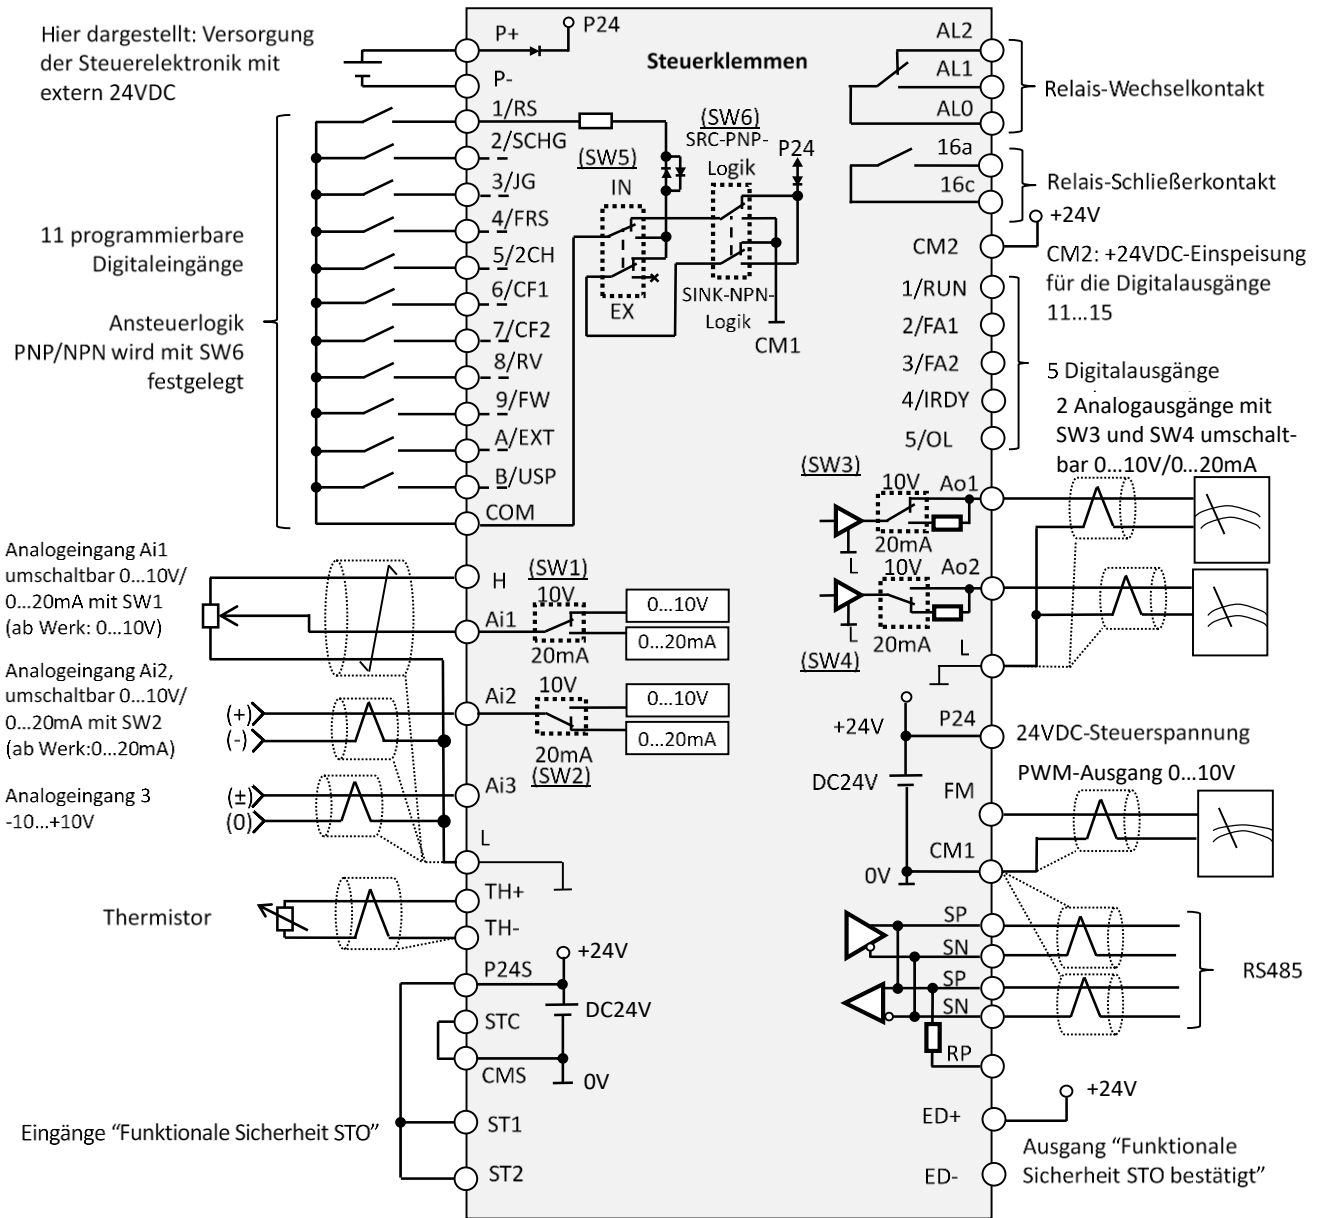 Hier dargestellt: Versorgung
der Steuerelektronik mit
extern 24VDC
P+
P24
P-
Steuerklemmen
AL2
AL1
AL0
Relais-Wechselkontakt
1/RS
2/SCHG
3/JG
4/FRS
5/2CH
6/CF1
7/CF2
8/RV
9/FW
A/EXT
B/USP
COM
(SW5)
IN
EX
(SW6)
SRC-PNP-
Logik
P24
SINK-NPN-
Logik
CM1
11 programmierbare
Digitaleingänge
Ansteuerlogik
PNP/NPN wird mit SW6
festgelegt
16a
16c
Relais-Schließerkontakt
+24V
CM2
CM2: +24VDC-Einspeisung
für die Digitalausgänge
11...15
1/RUN
2/FA1
3/FA2
4/IRDY
5/OL
5 Digitalausgänge
2 Analogausgänge mit
SW3 und SW4 umschalt-
bar 0...10V/0...20mA
(SW3)
10V
Ao1
20mA
L
10V
Ao2
20mA
L
(SW4)
L
Analogeingang Ai1
umschaltbar 0...10V/
0...20mA mit SW1
(ab Werk: 0...10V)
H
(SW1)
10V
Ai1
20mA
0...10V
0...20mA
Analogeingang Ai2,
umschaltbar 0...10V/
0...20mA mit SW2
(ab Werk:0...20mA)
(+)
(-)
Ai2
10V
20mA
(SW2)
0...10V
0...20mA
Analogeingang 3
-10...+10V
(±)
(0)
Ai3
L
+24V
P24
24VDC-Steuerspannung
DC24V
FM
PWM-Ausgang 0...10V
CM1
0V
Thermistor
TH+
TH-
SP
SN
SP
SN
RP
RS485
P24S
+24V
STC
DC24V
CMS
0V
Eingänge “Funktionale Sicherheit STO”
ST1
ST2
ED+
+24V
ED-
Ausgang “Funktionale
Sicherheit STO bestätigt”